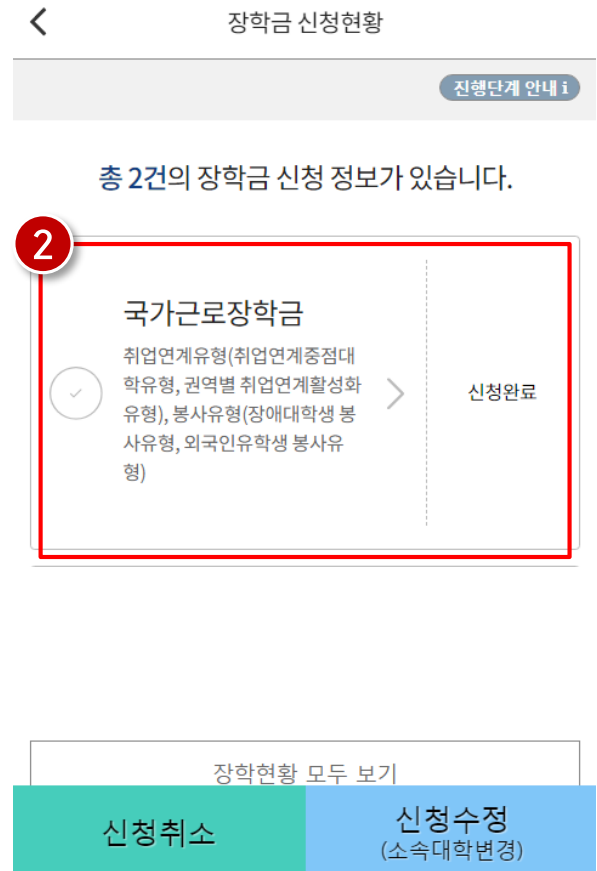 장학금 신청현황
진행단계 안내 i
총 2건의 장학금 신청 정보가 있습니다.
2
국가근로장학금
취업연계유형(취업연계중점대
학유형, 권역별 취업연계활성화
유형), 봉사유형(장애대학생 봉
사유형, 외국인유학생 봉사유
형)
신청완료
장학현황 모두 보기
신청취소
신청수정
(소속대학변경)